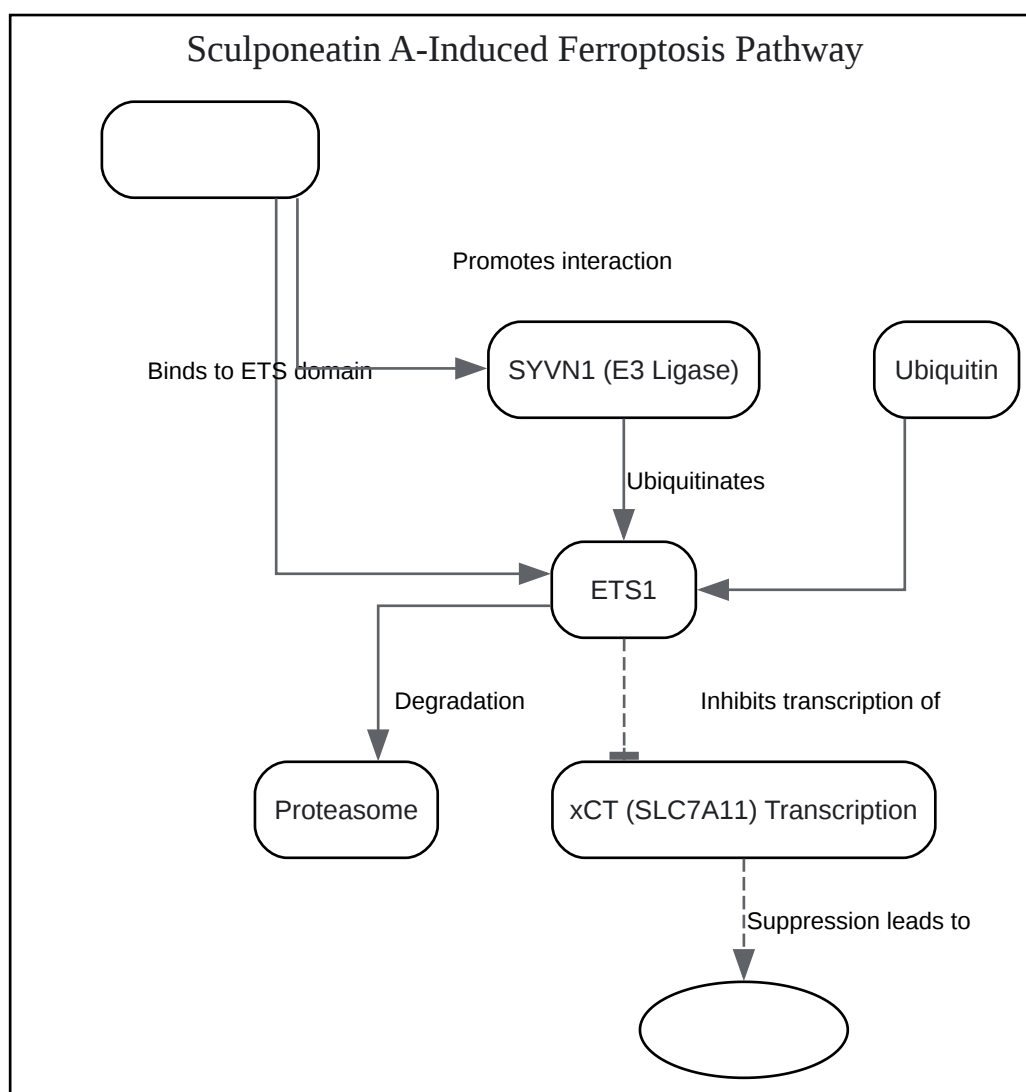 Sculponeatin A-Induced Ferroptosis Pathway
Promotes interaction
Binds to ETS domain
SYVN1 (E3 Ligase)
Ubiquitin
Ubiquitinates
ETS1
Degradation
Inhibits transcription of
Proteasome
xCT (SLC7A11) Transcription
Suppression leads to